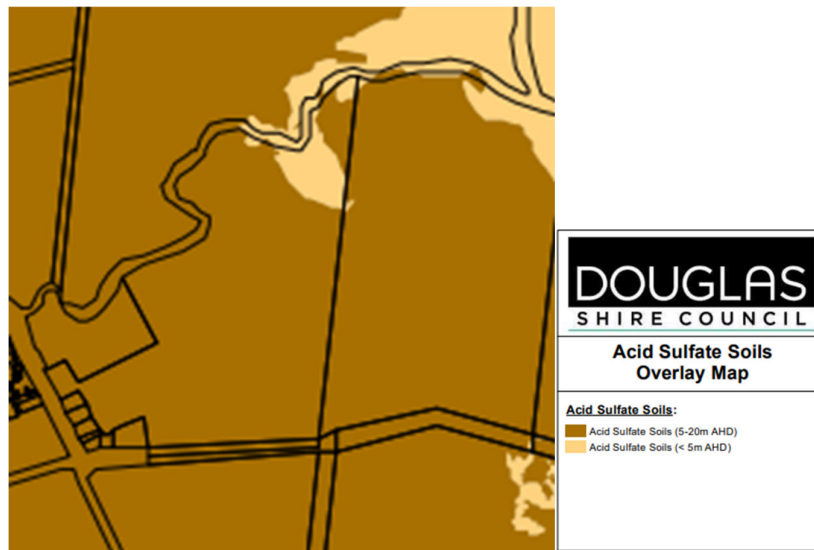 DOUGLAS
SHIRE COUNCIL
Acid Sulfate Soils
Overlay Map
Acid Sulfate Soils:
Acid Sulfate Soils (5-20m AHD)
Acid Sulfate Soils (< 5m AHD)